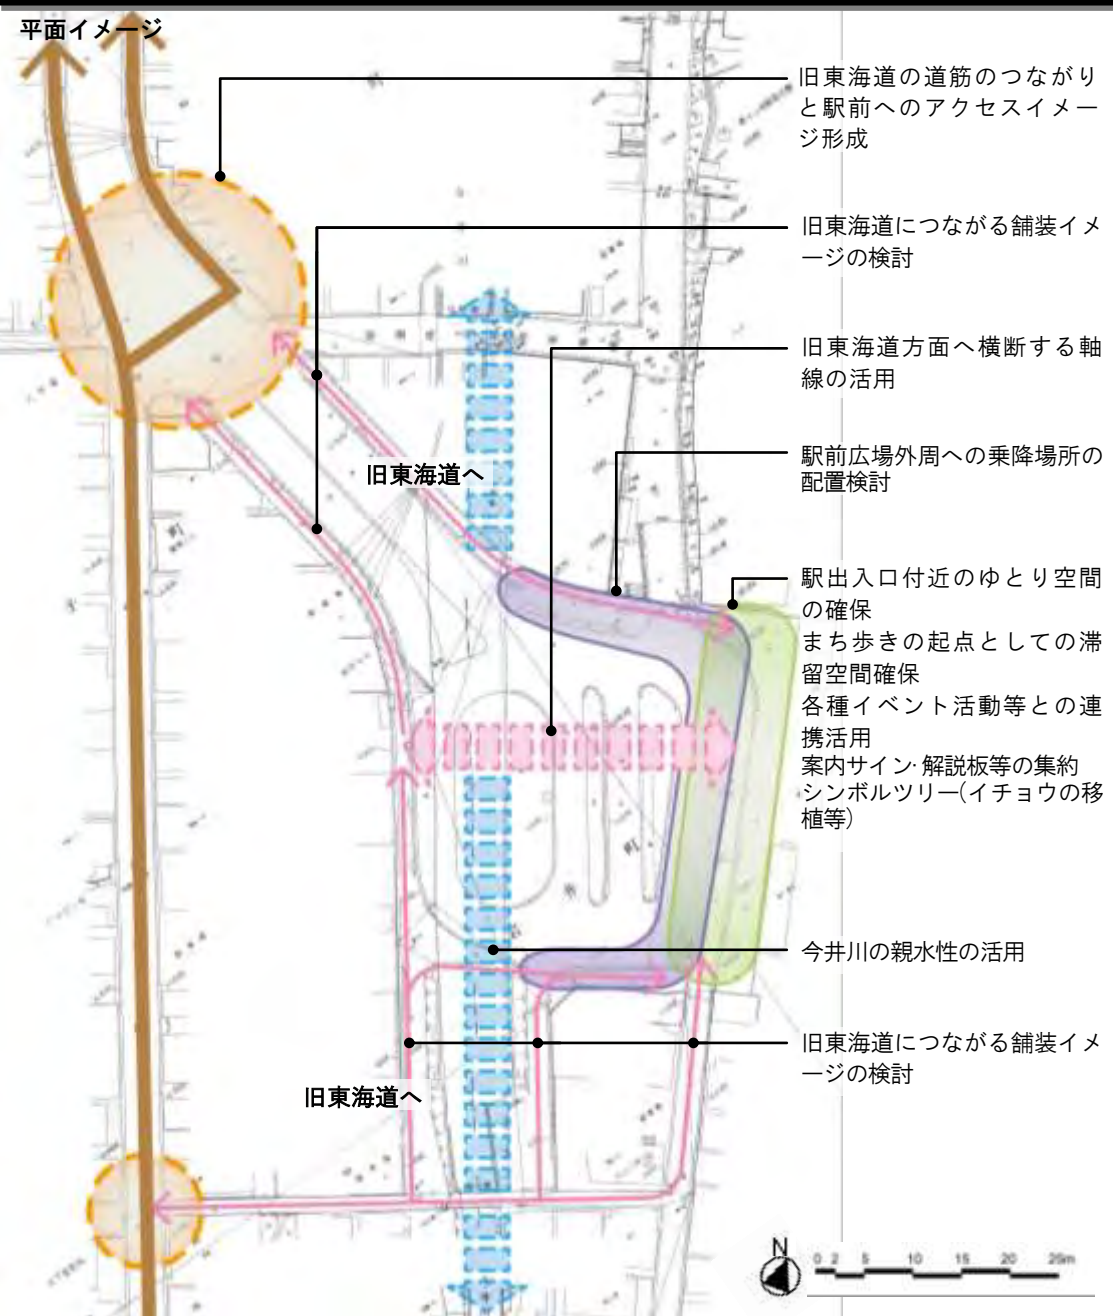 平面イメージ
旧東海道の道筋のつながり
と駅前へのアクセスイメー
ジ形成
旧東海道につながる舗装イメ
ージの検討
旧東海道方面へ横断する軸
線の活用
駅前広場外周への乗降場所の
配置検討
旧東海道へ
駅出入口付近のゆとり空間
の確保
まち歩きの起点としての滞
留空間確保
各種イベント活動等との連
携活用
案内サイン･解説板等の集約
シンボルツリー(イチョウの移
植等)
今井川の親水性の活用
旧東海道につながる舗装イメ
ージの検討
旧東海道へ
N
0 2 5 10 15 20 25m